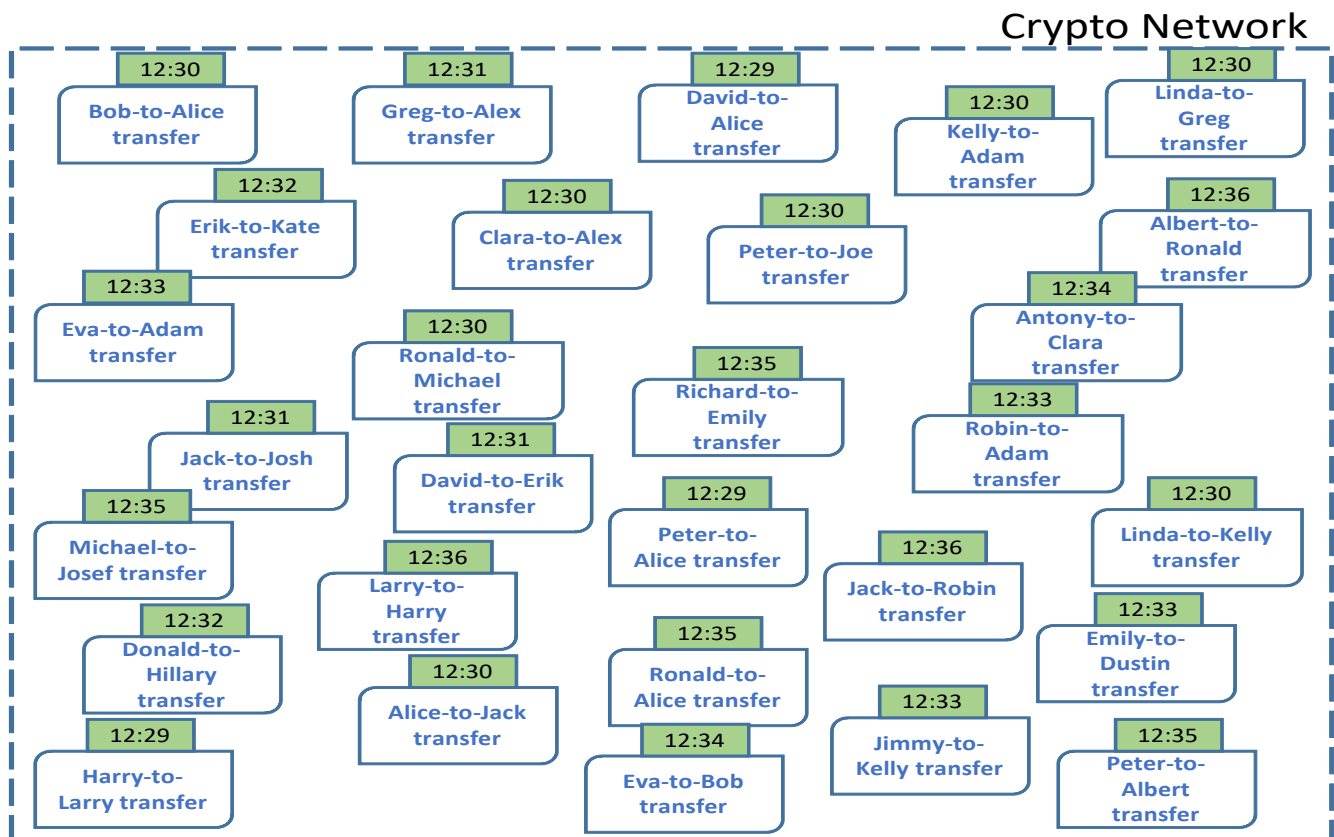 Crypto Network
12:30
Bob-to-Alice
transfer
12:31
Greg-to-Alex
transfer
12:29
David-to-
Alice
transfer
12:30
Kelly-to-
Adam
transfer
12:30
Linda-to-
Greg
transfer
12:32
Erik-to-Kate
transfer
12:30
Clara-to-Alex
transfer
12:30
Peter-to-Joe
transfer
12:36
Albert-to-
Ronald
transfer
12:33
Eva-to-Adam
transfer
12:30
Ronald-to-
Michael
transfer
12:35
Richard-to-
Emily
transfer
12:34
Antony-to-
Clara
transfer
12:31
Jack-to-Josh
transfer
12:31
David-to-Erik
transfer
12:33
Robin-to-
Adam
transfer
12:35
Michael-to-
Josef transfer
12:36
Larry-to-
Harry
transfer
12:29
Peter-to-
Alice transfer
12:36
Jack-to-Robin
transfer
12:30
Linda-to-Kelly
transfer
12:32
Donald-to-
Hillary
transfer
12:30
Alice-to-Jack
transfer
12:35
Ronald-to-
Alice transfer
12:33
Jimmy-to-
Kelly transfer
12:33
Emily-to-
Dustin
transfer
12:29
Harry-to-
Larry transfer
12:34
Eva-to-Bob
transfer
12:35
Peter-to-
Albert
transfer